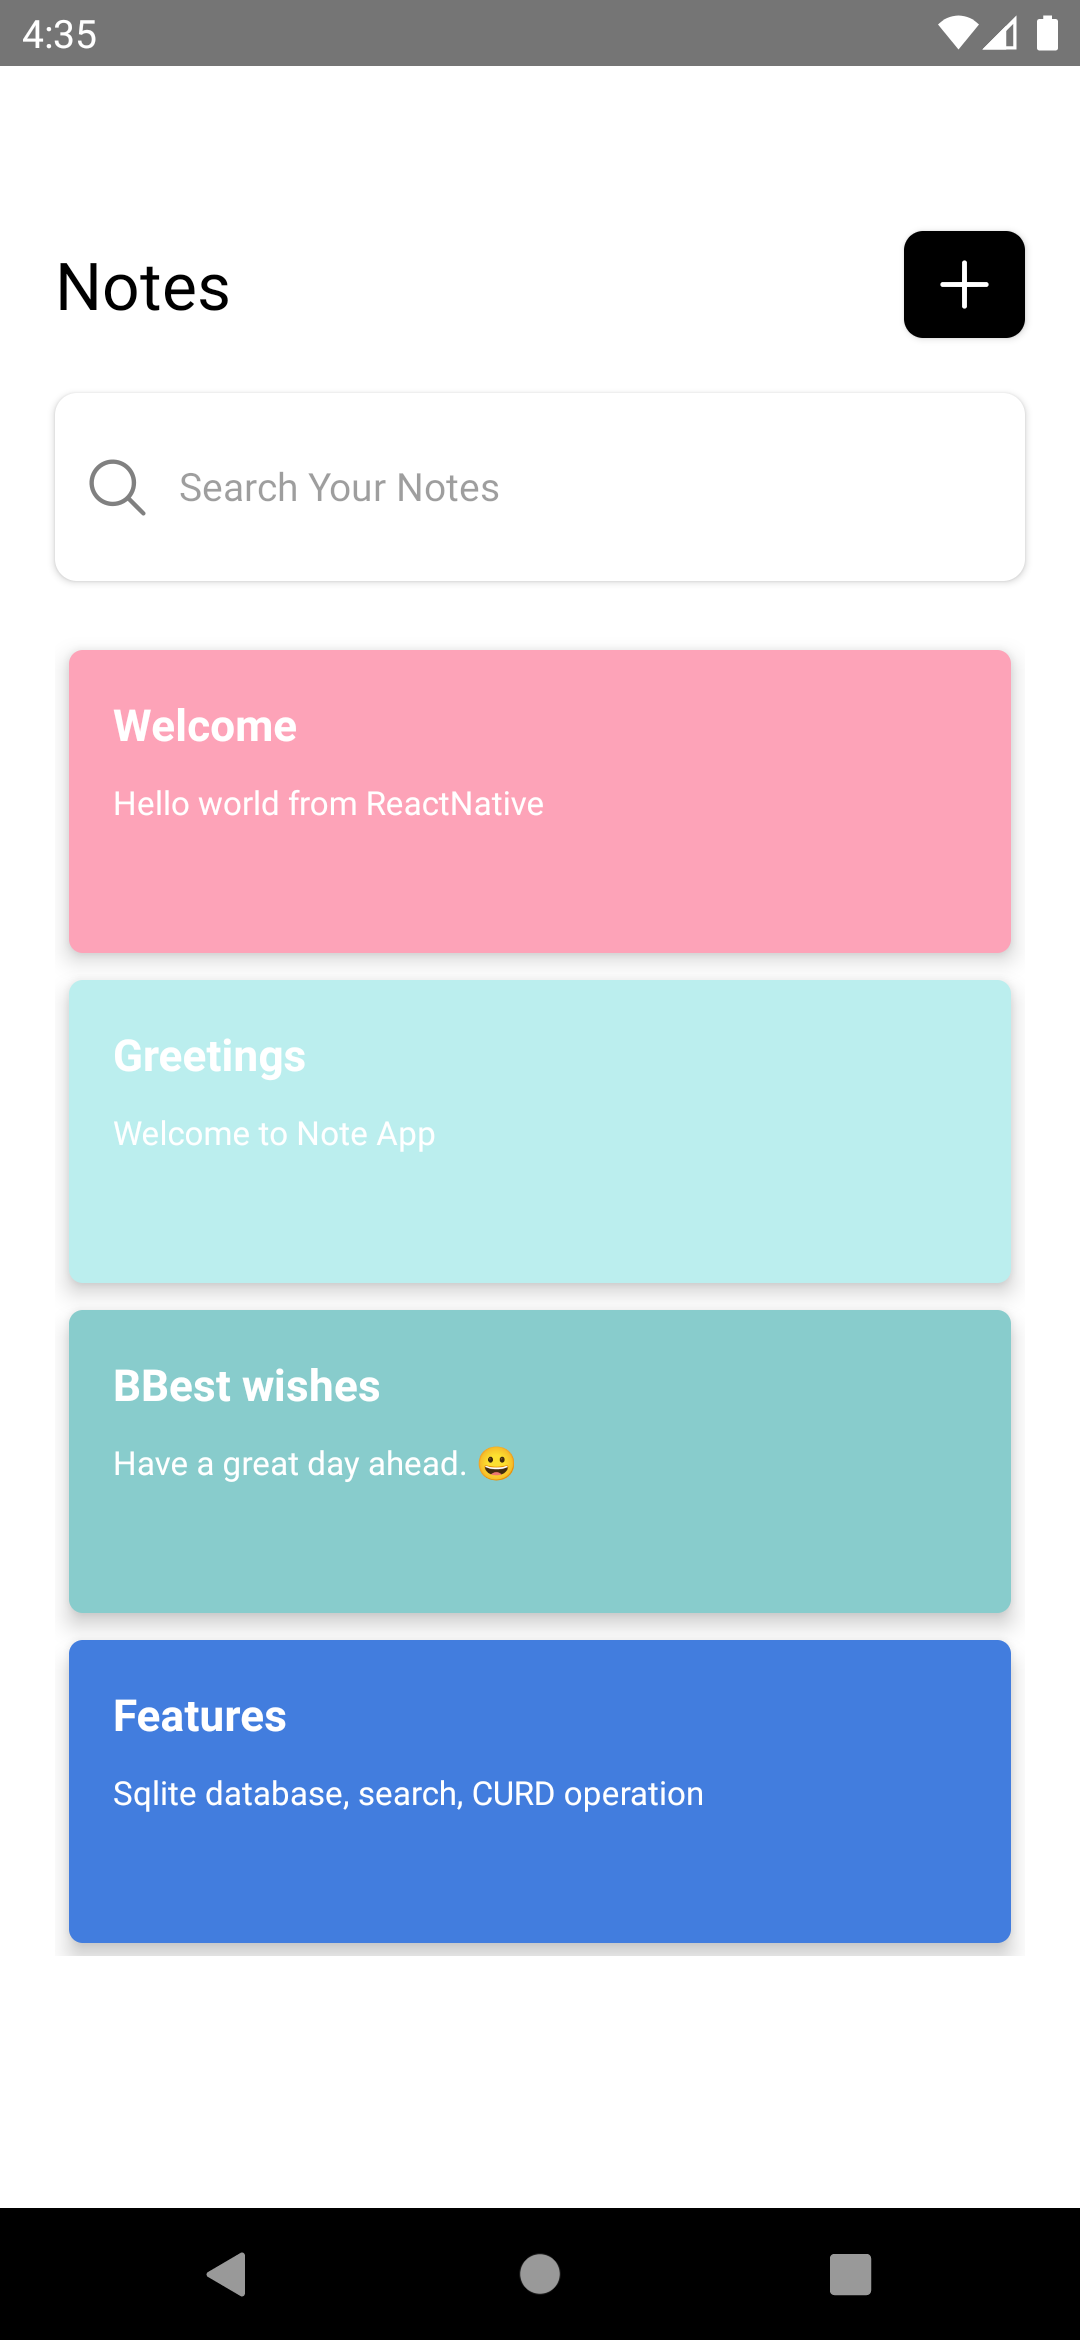 4:35
Notes
Search Your Notes
Welcome
Hello world from ReactNative
Greetings
Welcome to Note App
BBest wishes
Have a great day ahead. 😀
Features
Sqlite database, search, CURD operation